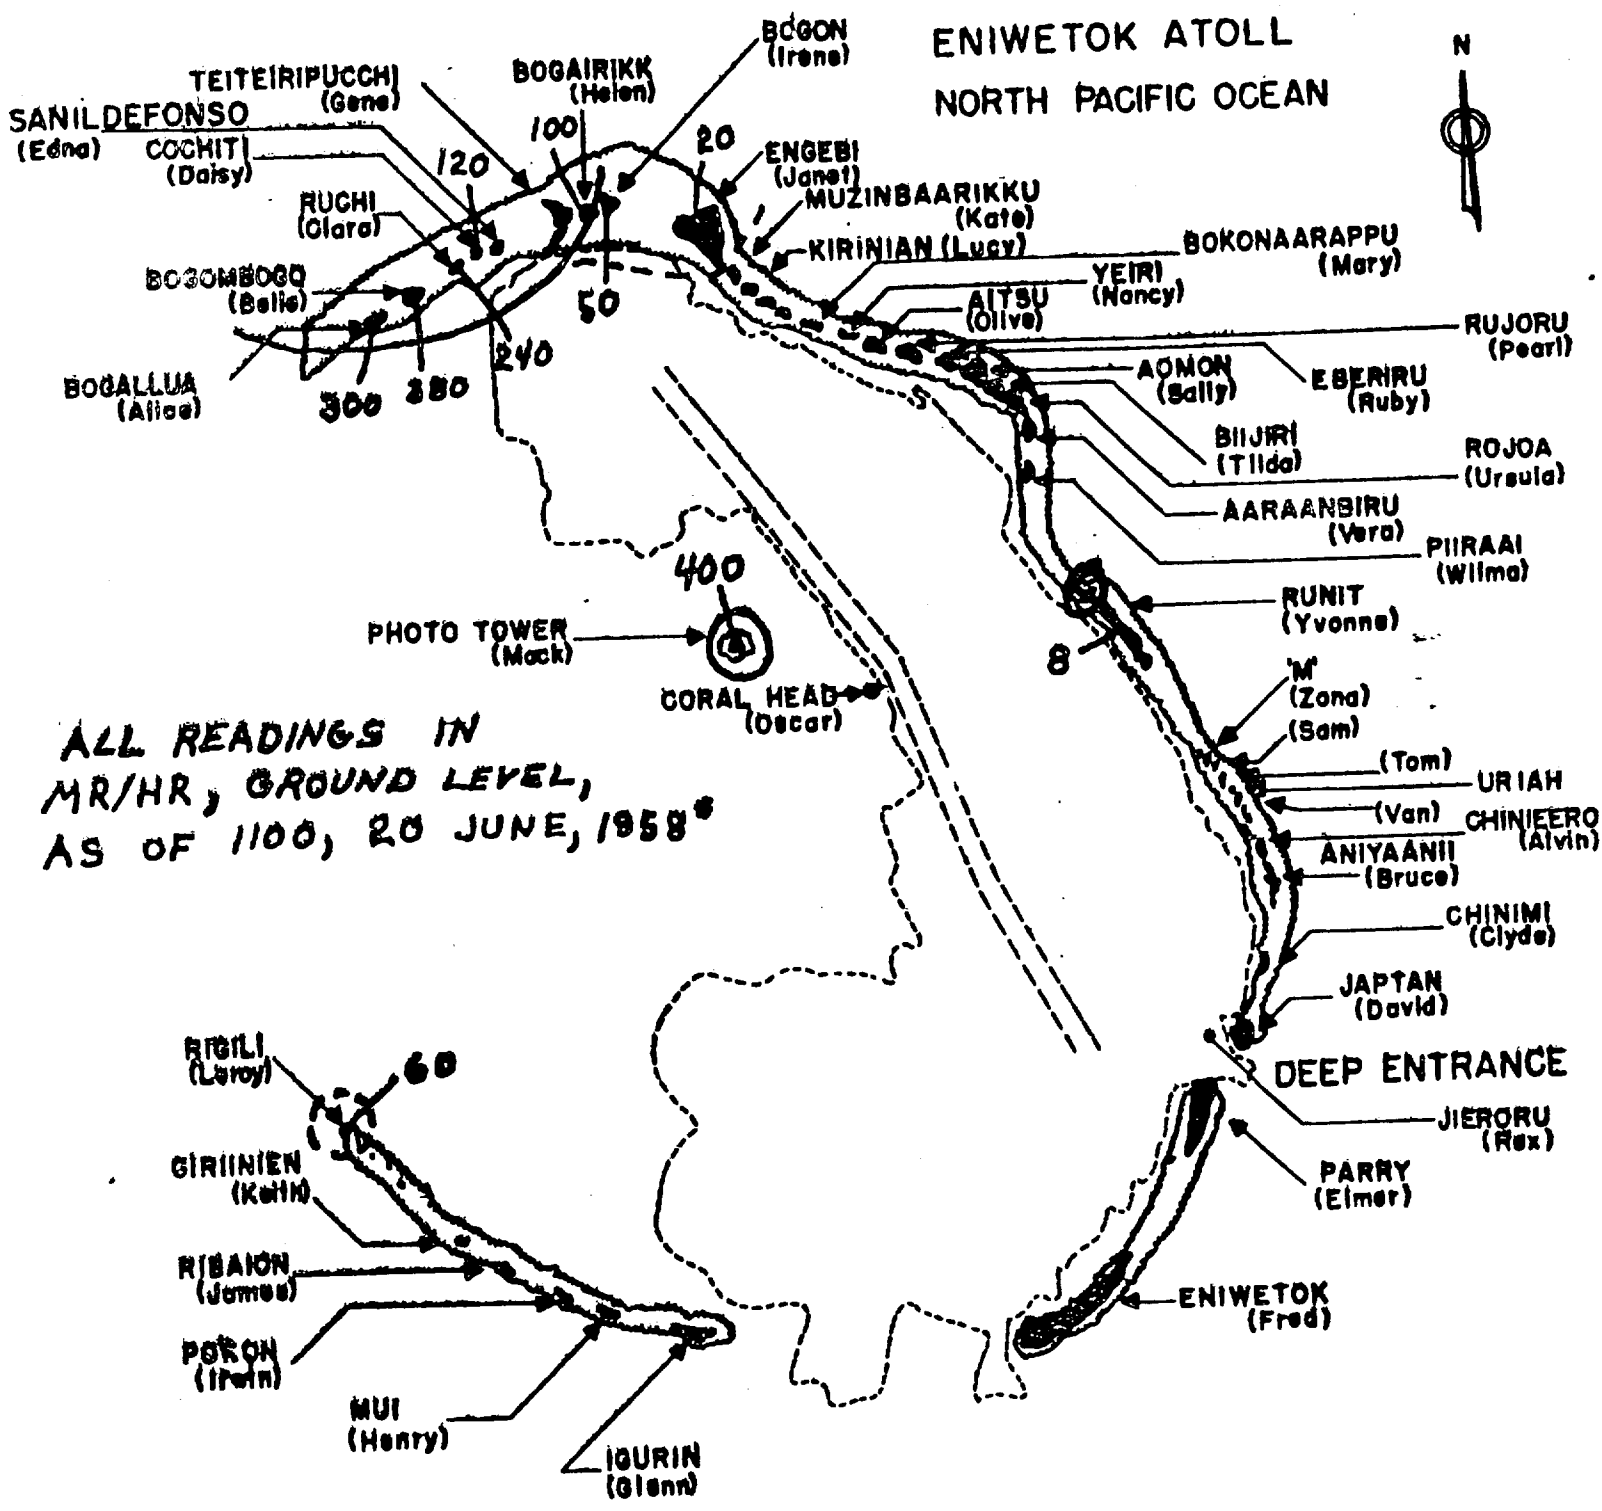 ENIWETOK ATOLL
NORTH PACIFIC OCEAN
N
BOGON
(Irene)
TEITEIRIPUCCHI
(Gene)
BOGAIRIKK
(Helen)
SANILDEFONSO
(Edna)
COCHITI
(Daisy)
100
20
120
ENGEBI
(Janet)
MUZINBAARIKKU
(Kate)
KIRINIAN (Lucy)
RUCHI
(Clara)
BOKONAARAPPU
(Mary)
YEIRI
(Nancy)
AITSU
(Olive)
BOGOMBOGO
(Belle)
50
RUJORU
(Pearl)
240
AOMON
(Sally)
EBERIRU
(Ruby)
BOGALLUA
(Alice)
300
BIIJIRI
(Tilda)
ROJOA
(Ursula)
AARAANBIRU
(Vera)
PIIRAAI
(Wilma)
400
RUNIT
(Yvonne)
8
PHOTO TOWER
(Mack)
CORAL HEAD
(Oscar)
'M'
(Zona)
(Sam)
(Tom)
URIAH
(Van)
CHINIEERO
(Alvin)
ANIYAANII
(Bruce)
ALL READINGS IN
MR/HR, GROUND LEVEL,
AS OF 1100, 20 JUNE, 1958*
CHINIMI
(Clyde)
JAPTAN
(David)
DEEP ENTRANCE
JIERORU
(Rex)
PARRY
(Elmer)
RIGILI
(Leroy)
60
GIRIINIEN
(Keith)
RIBAION
(James)
POKON
(Irwin)
MUI
(Henry)
IGURIN
(Glenn)
ENIWETOK
(Fred)